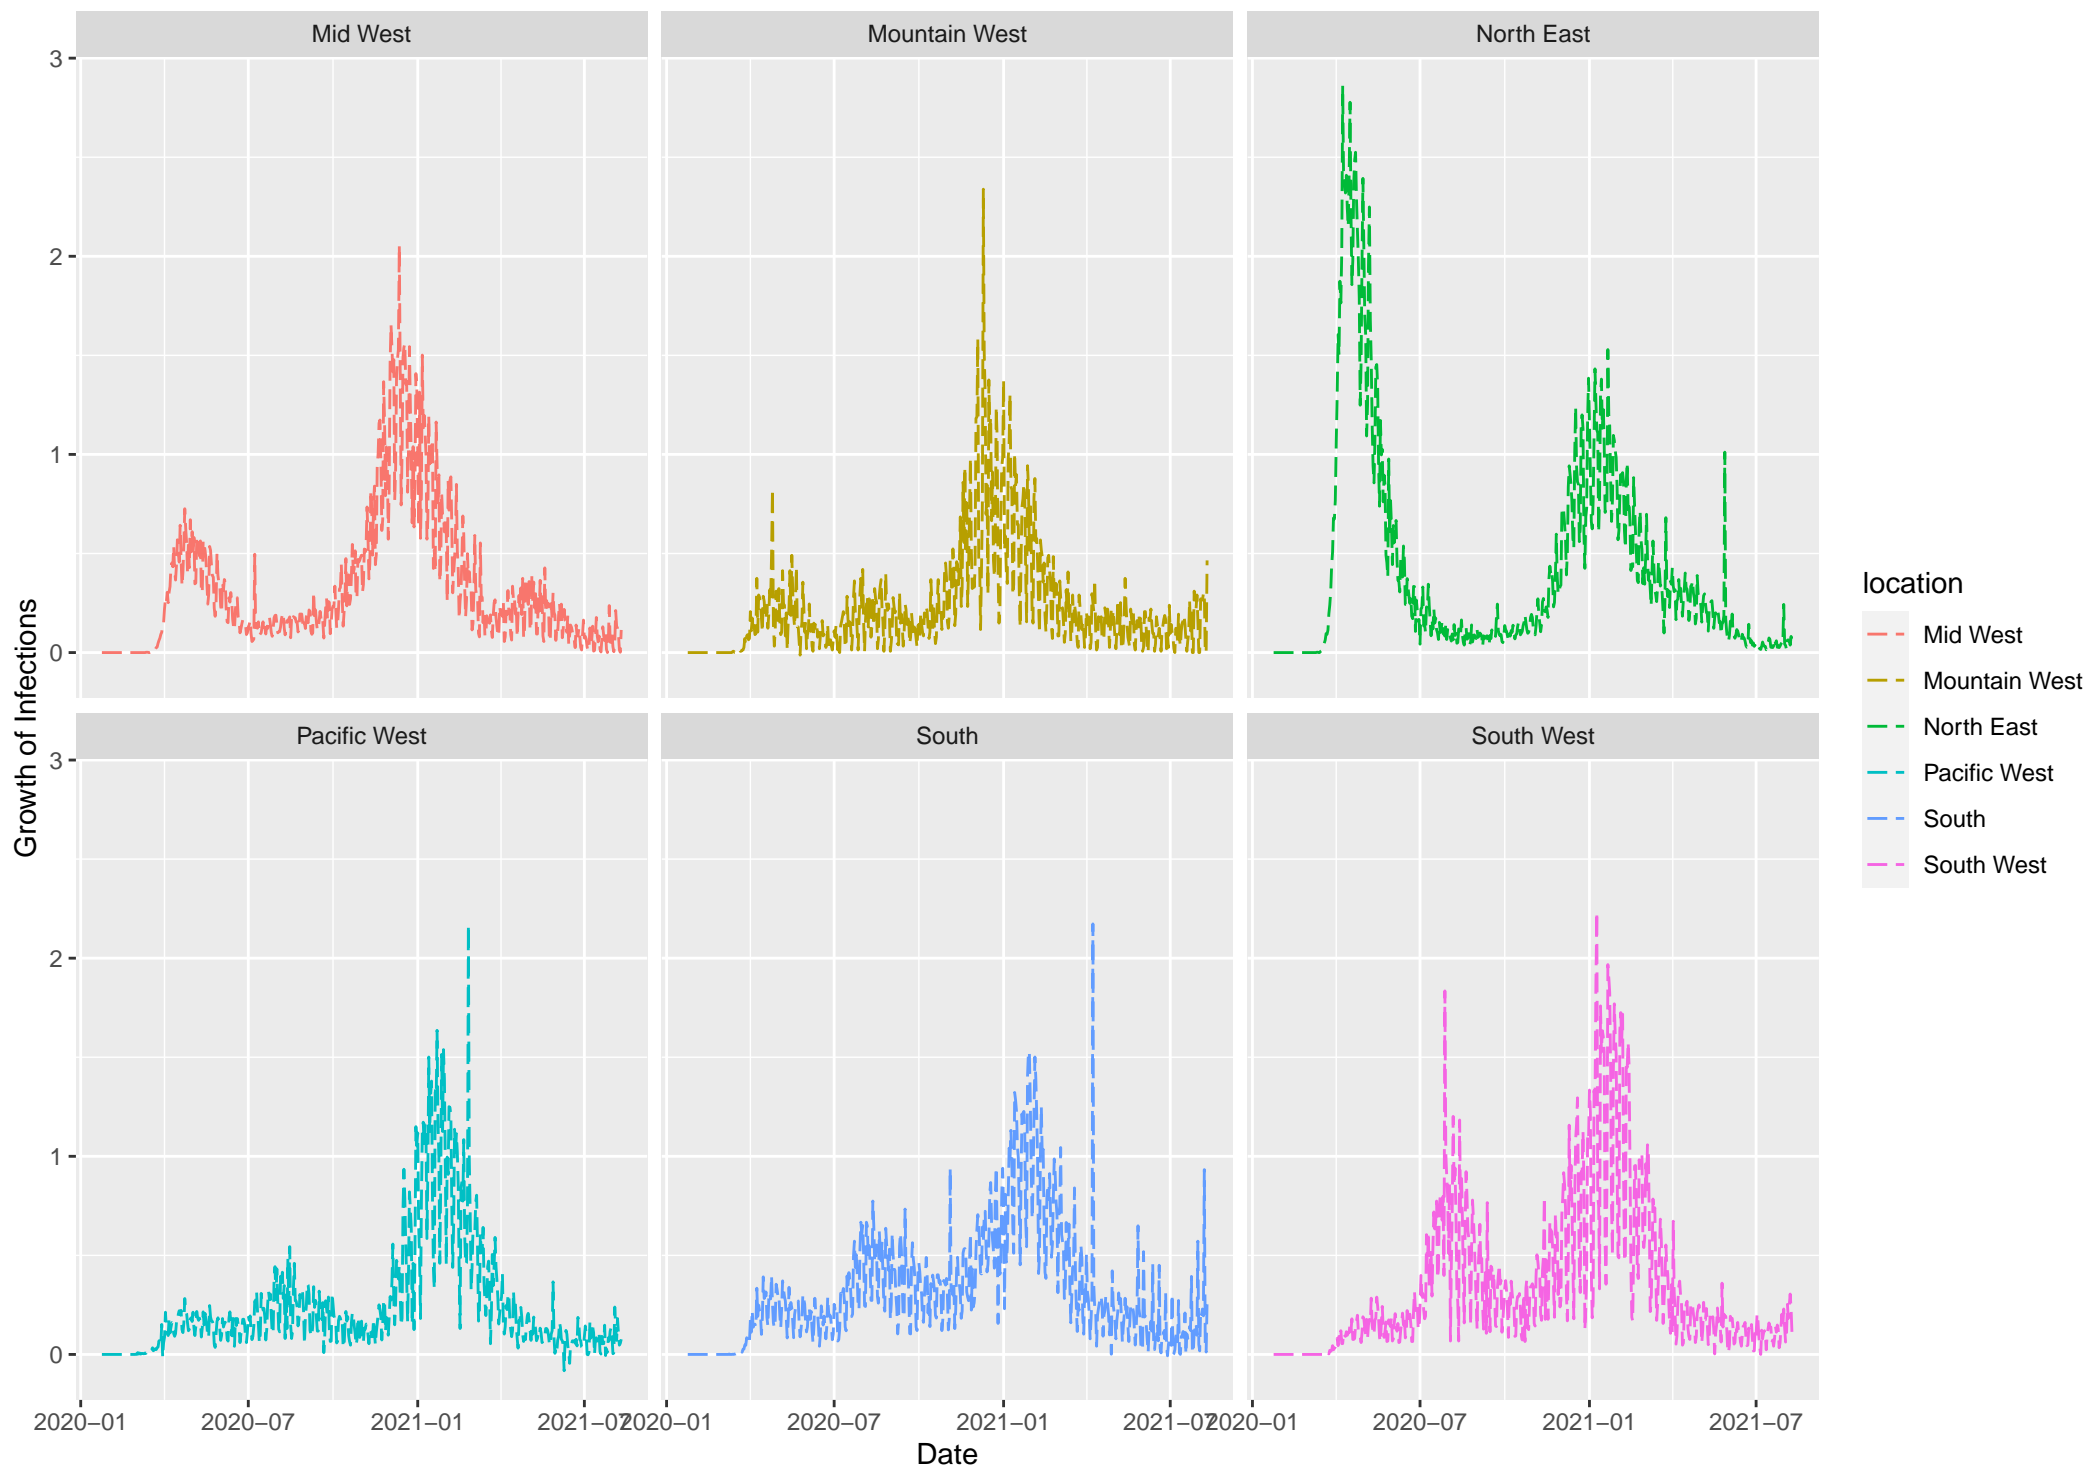 Mid West
Mountain West
North East
3
2
1
0
Pacific West
South
South West
3
2
1
0
2020−01
2020−07
2021−01
2021−07
2020−01
2020−07
2021−01
2021−07
2020−01
2020−07
2021−01
2021−07
Date
Growth of Infections
location
Mid West
Mountain West
North East
Pacific West
South
South West